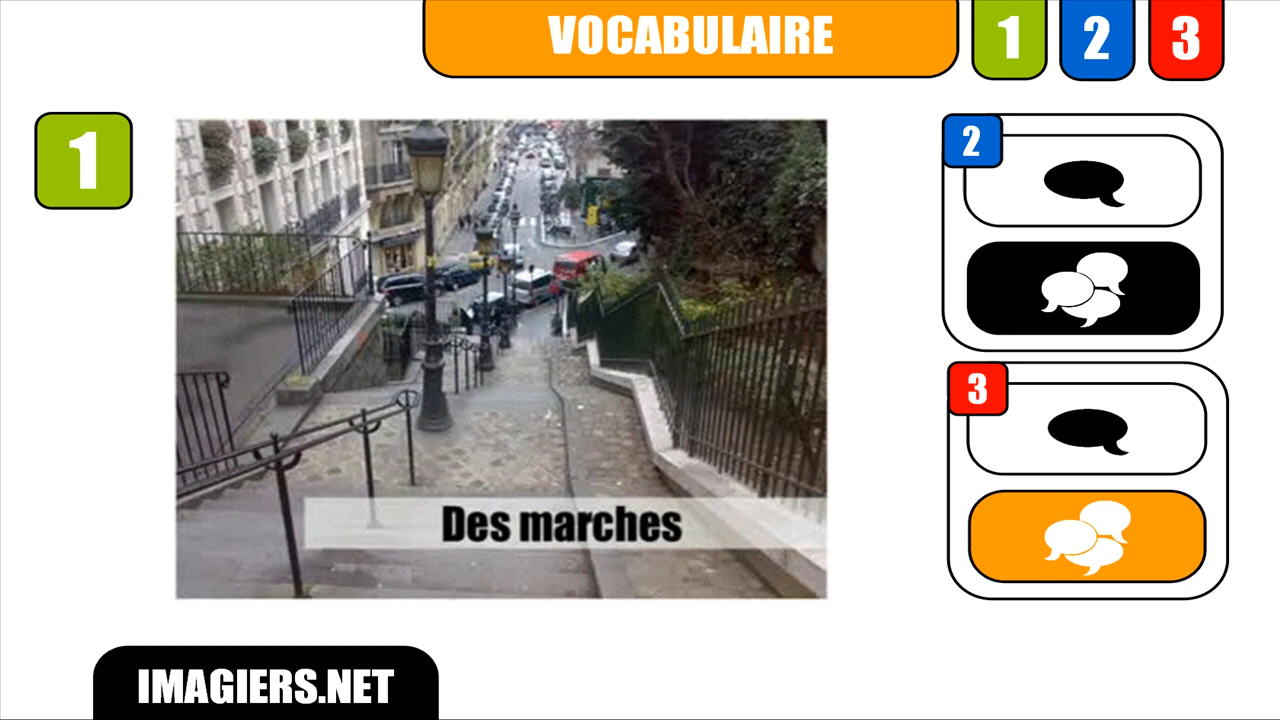 VOCABULAIRE
1 2 3
1
2
Des marches
3
IMAGIERS.NET